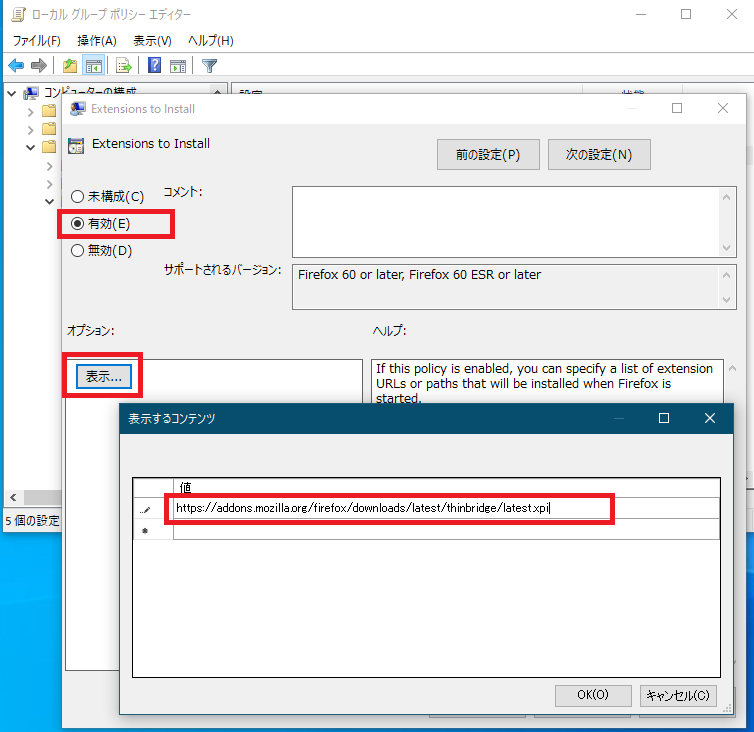 ローカル グループ ポリシー エディター
ファイル(F) 操作(A) 表示(V) ヘルプ(H)
コンピューターの構成
設定 状態
Extensions to Install
Extensions to Install
前の設定(P) 次の設定(N)
未構成(C) コメント:
有効(E)
無効(D)
サポートされるバージョン: Firefox 60 or later, Firefox 60 ESR or later
オプション: ヘルプ:
表示...
If this policy is enabled, you can specify a list of extension
URLs or paths that will be installed when Firefox is
started.
表示するコンテンツ
値
https://addons.mozilla.org/firefox/downloads/latest/thinbridge/latest.xpi
5 個の設定
OK(O) キャンセル(C)